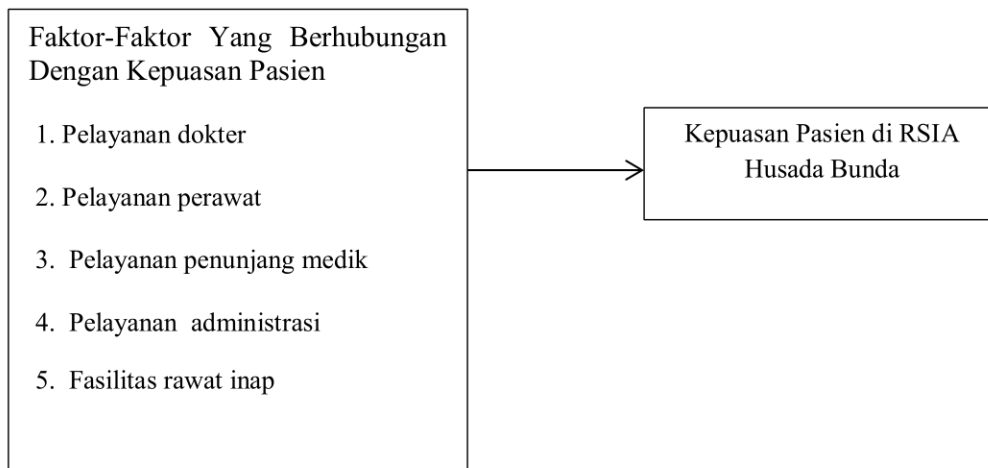 Faktor-Faktor Yang Berhubungan
Dengan Kepuasan Pasien
1. Pelayanan dokter
2. Pelayanan perawat
3. Pelayanan penunjang medik
4. Pelayanan administrasi
5. Fasilitas rawat inap
Kepuasan Pasien di RSIA
Husada Bunda